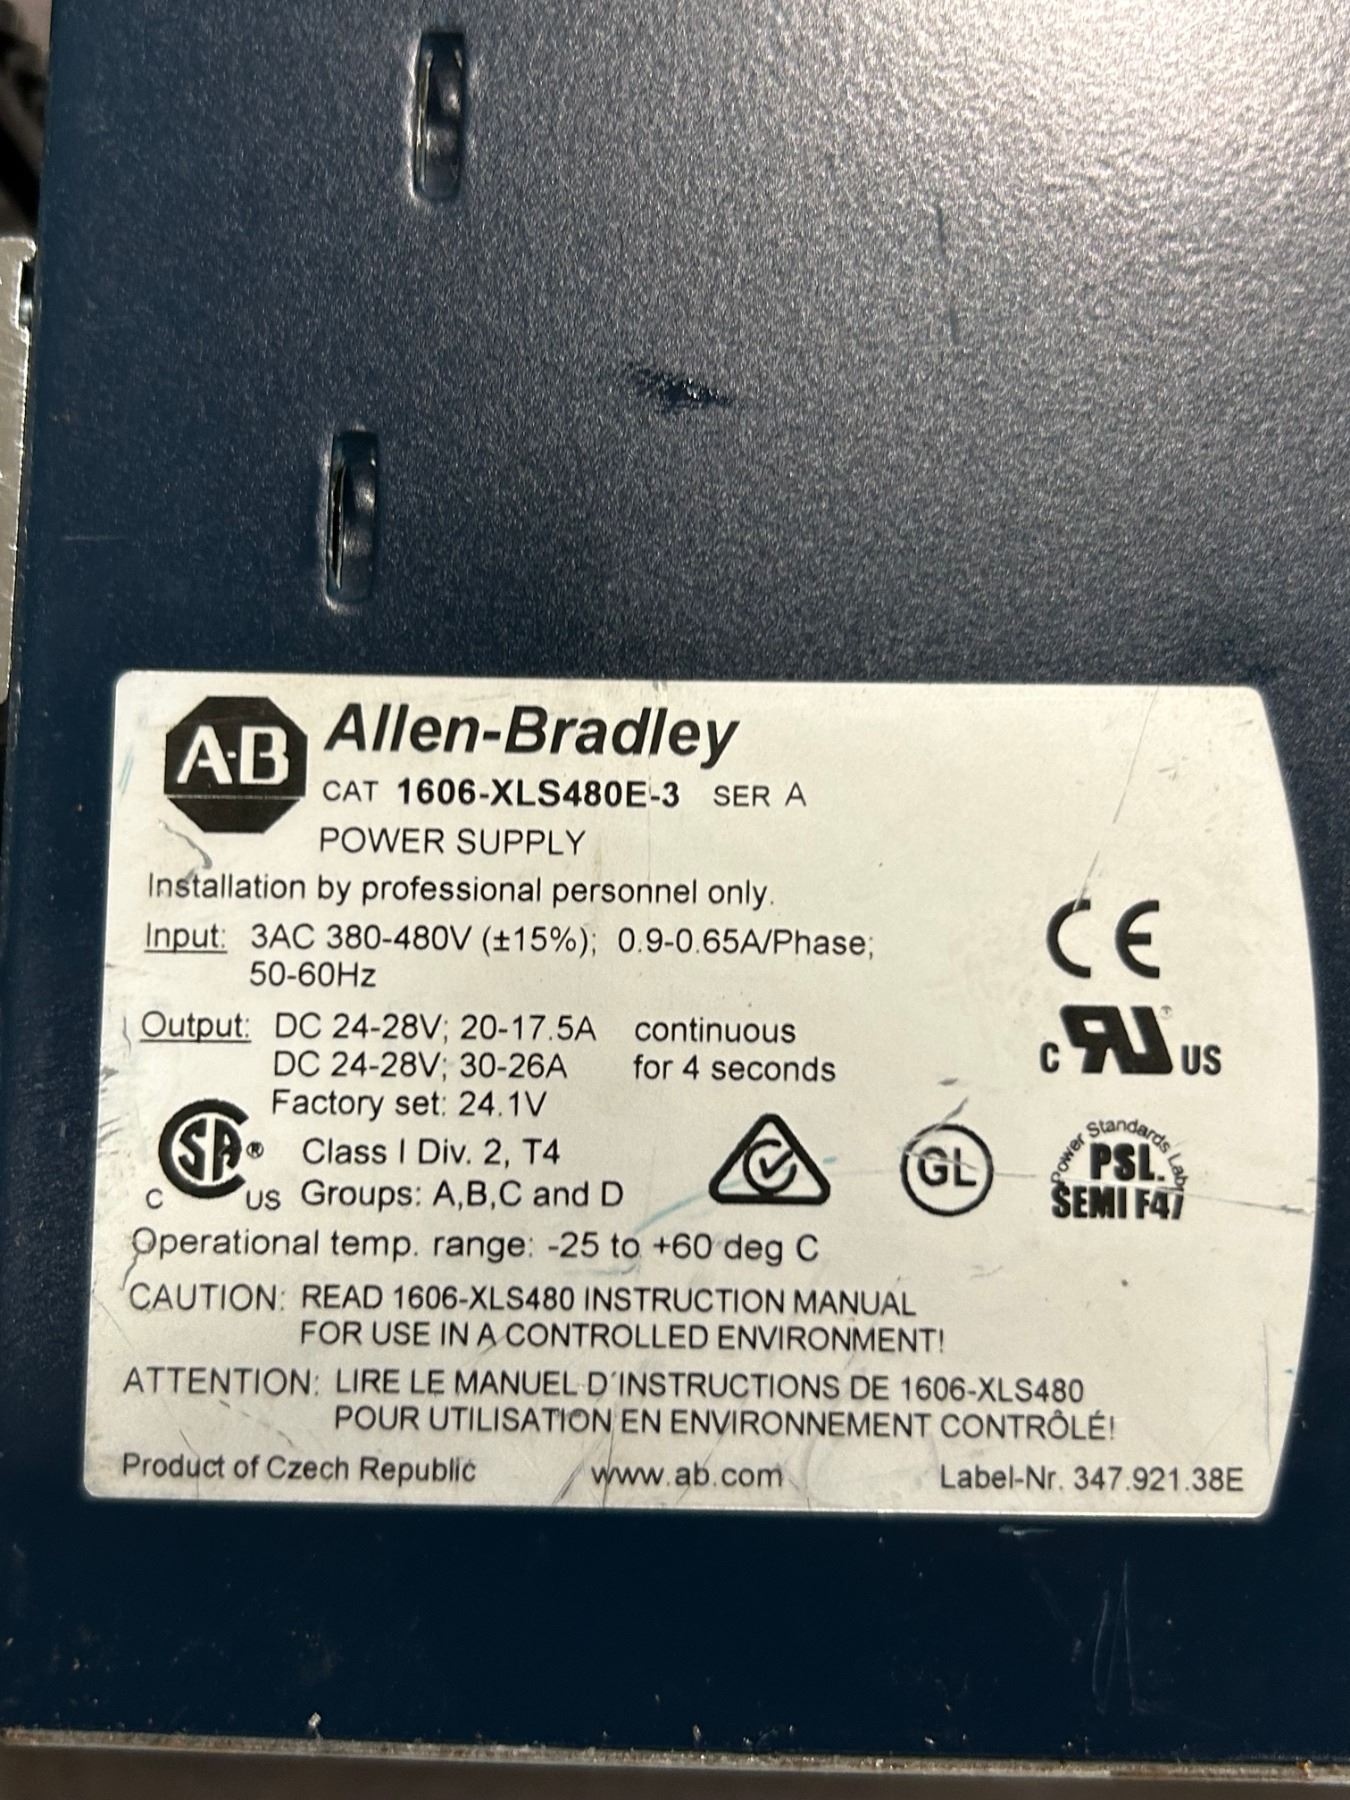 A-B Allen-Bradley
CAT 1606-XLS480E-3 SER A
POWER SUPPLY
Installation by professional personnel only.
Input: 3AC 380-480V (±15%); 0.9-0.65A/Phase;
50-60Hz
CE
Output: DC 24-28V; 20-17.5A continuous
DC 24-28V; 30-26A for 4 seconds
Factory set: 24.1V
C RU ® US
C SA ® US
Class I Div. 2, T4
Groups: A,B,C and D
GL
Power Standards Lab
PSL.
SEMI F47
Operational temp. range: -25 to +60 deg C
CAUTION: READ 1606-XLS480 INSTRUCTION MANUAL
FOR USE IN A CONTROLLED ENVIRONMENT!
ATTENTION: LIRE LE MANUEL D´INSTRUCTIONS DE 1606-XLS480
POUR UTILISATION EN ENVIRONNEMENT CONTRÔLÉ!
Product of Czech Republic www.ab.com Label-Nr. 347.921.38E